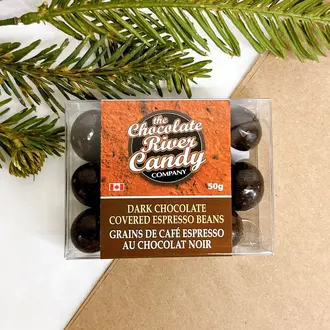 the
Chocolate
River
Candy
COMPANY
50g
DARK CHOCOLATE
COVERED ESPRESSO BEANS
GRAINS DE CAFÉ ESPRESSO
AU CHOCOLAT NOIR